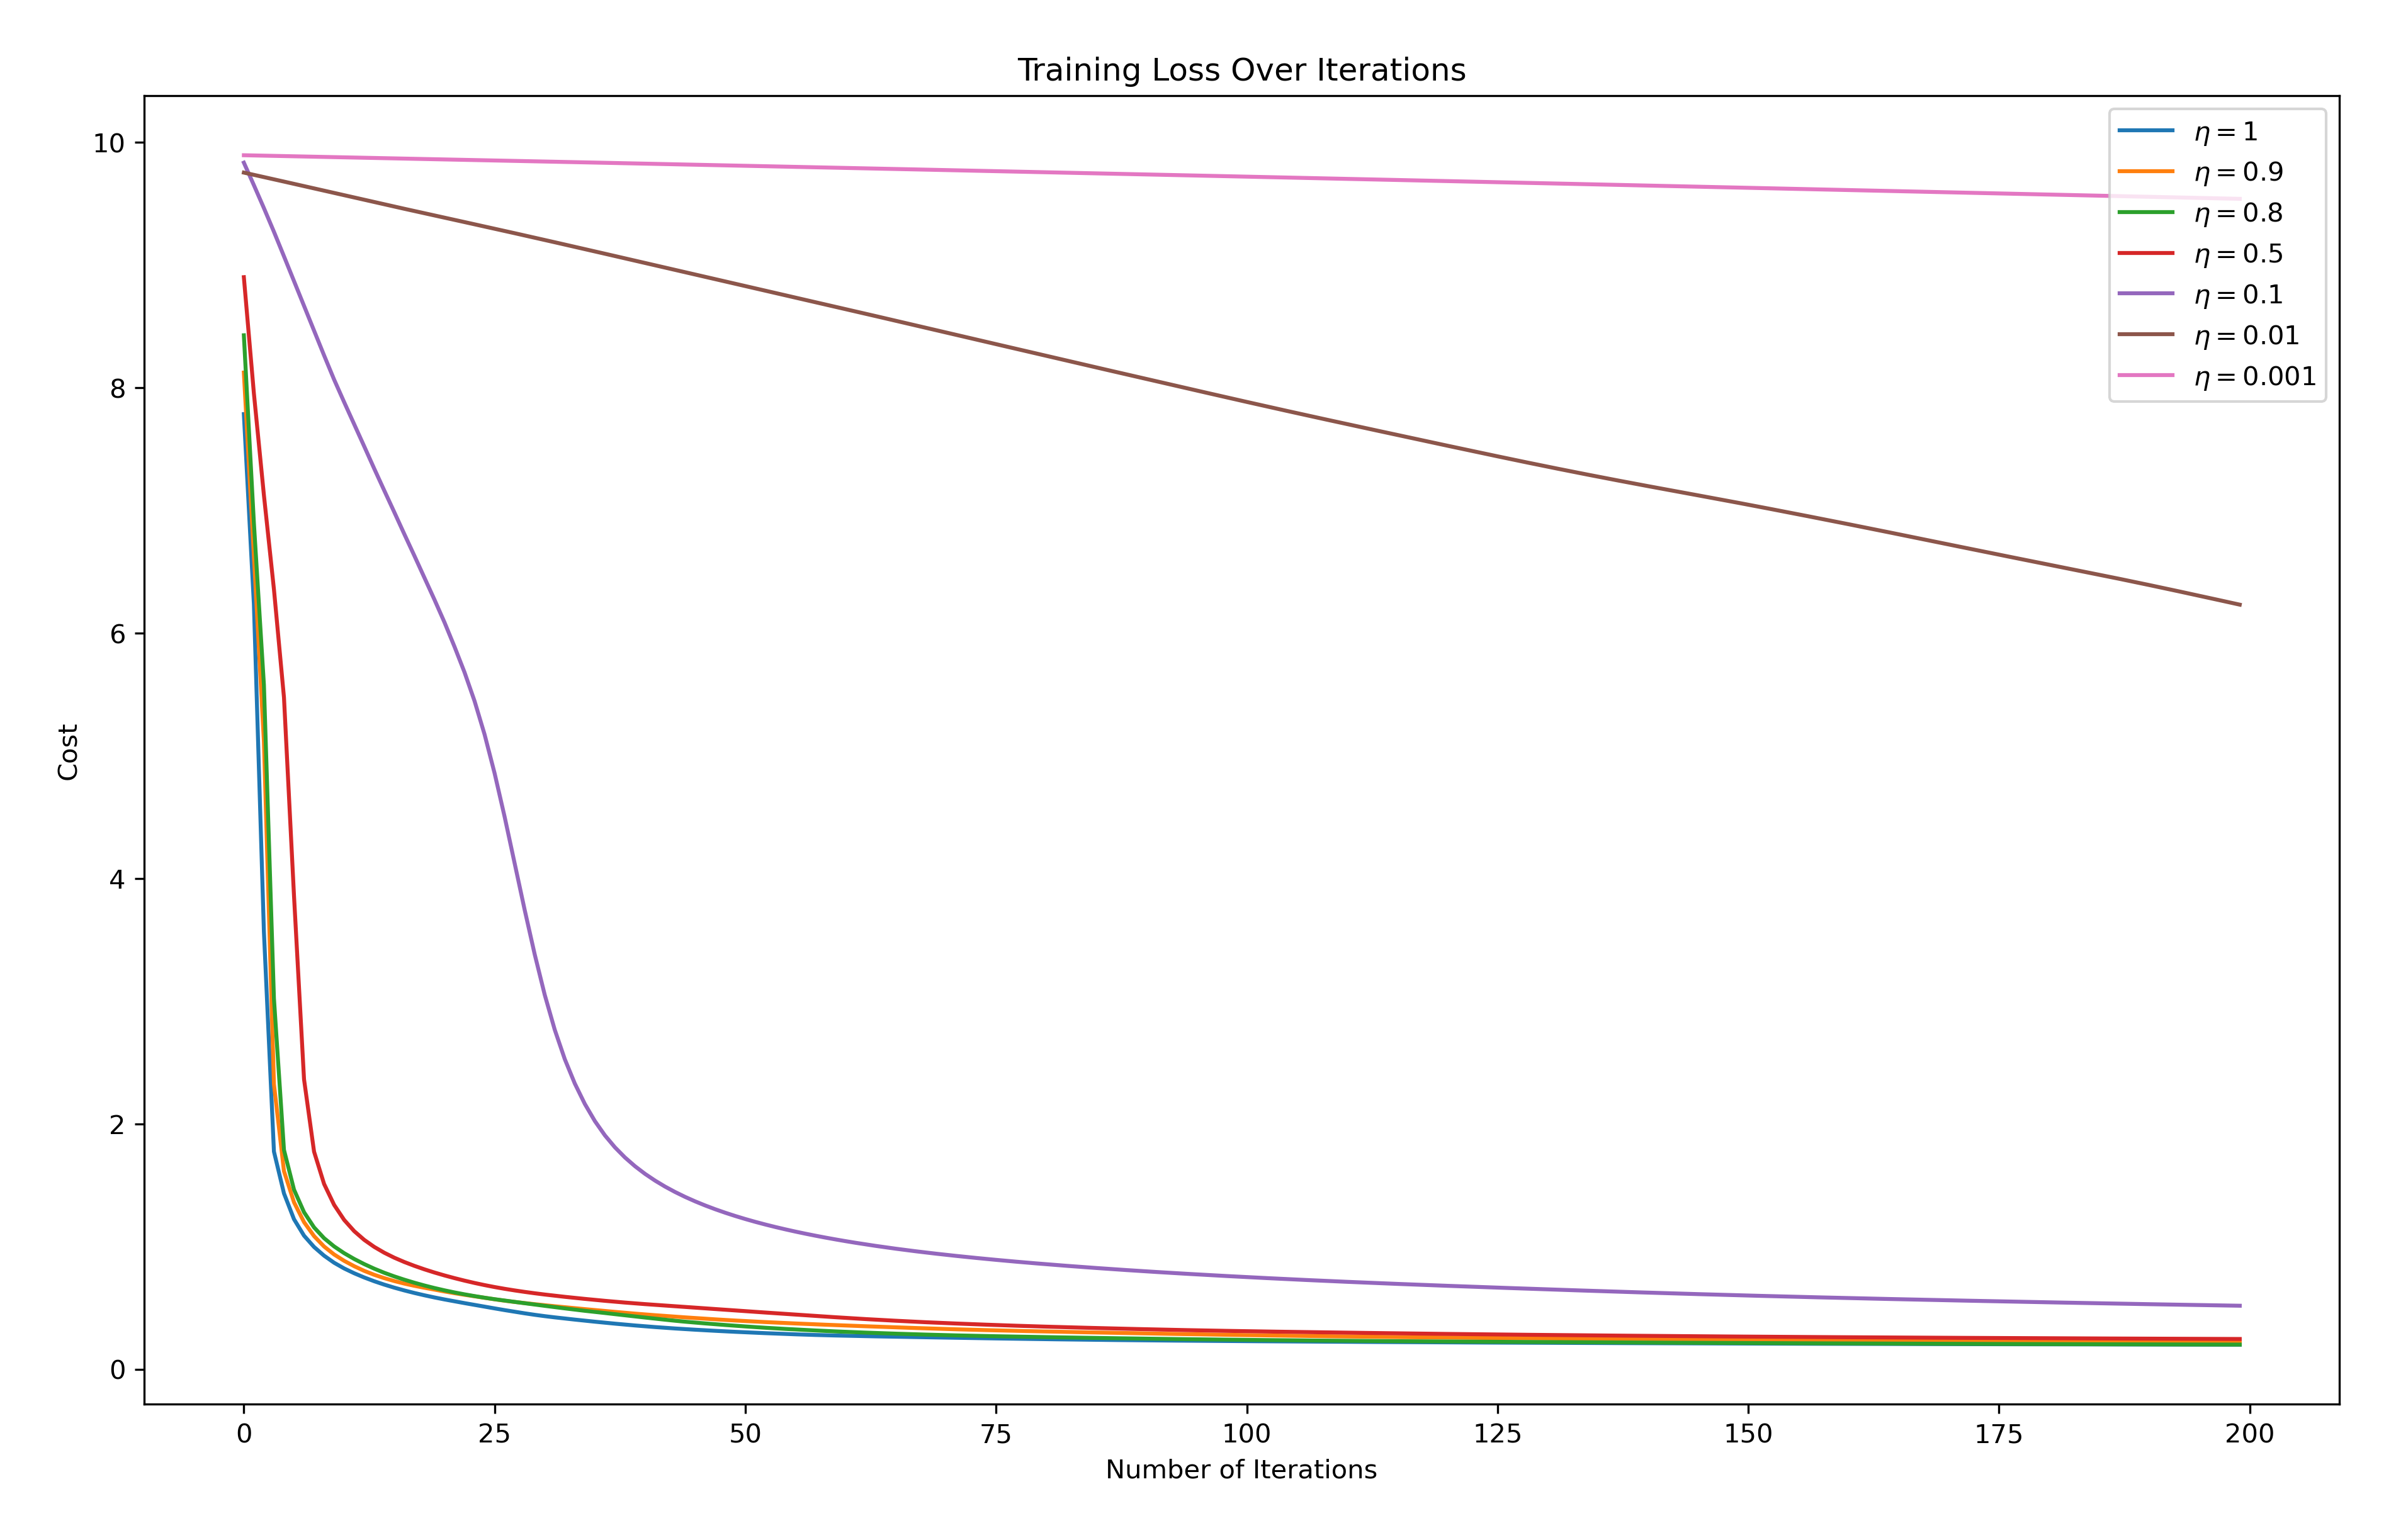 Training Loss Over Iterations
10
8
6
4
2
0
Cost
η = 1
η = 0.9
η = 0.8
η = 0.5
η = 0.1
η = 0.01
η = 0.001
0 25 50 75 100 125 150 175 200
Number of Iterations